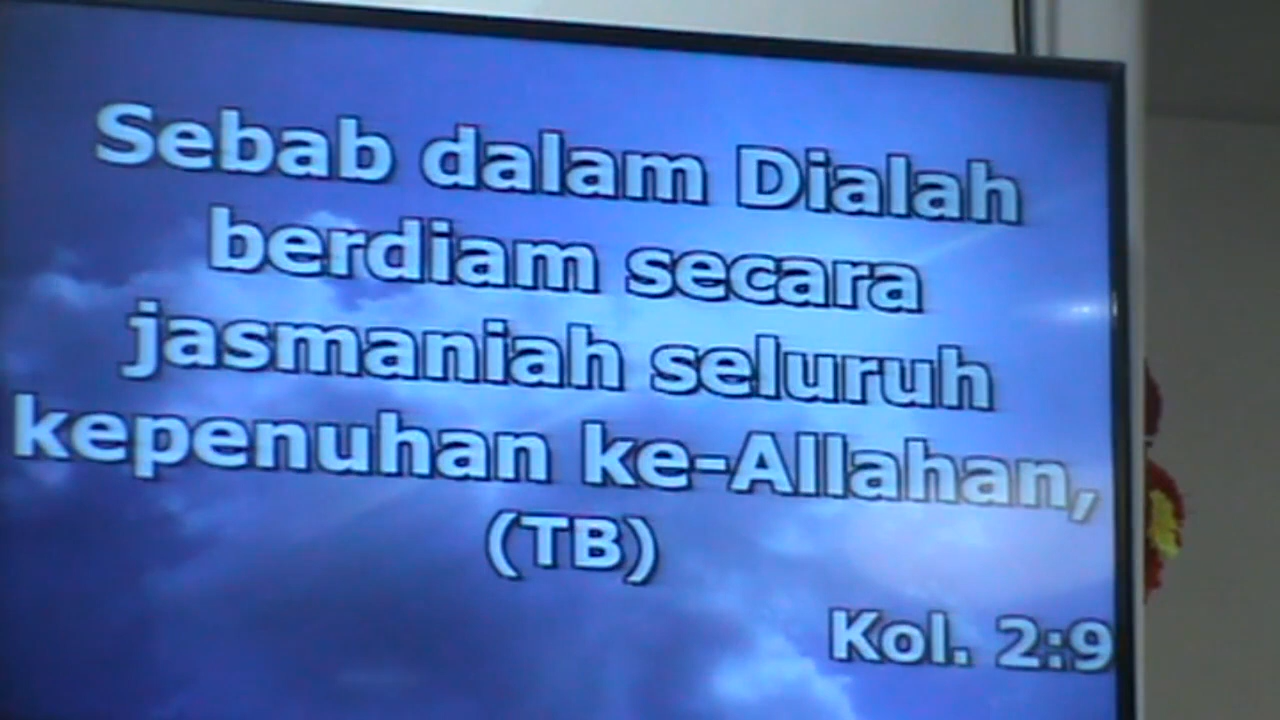 Sebab dalam Dialah
berdiam secara
jasmaniah seluruh
kepenuhan ke-Allahan,
(TB)
Kol. 2:9